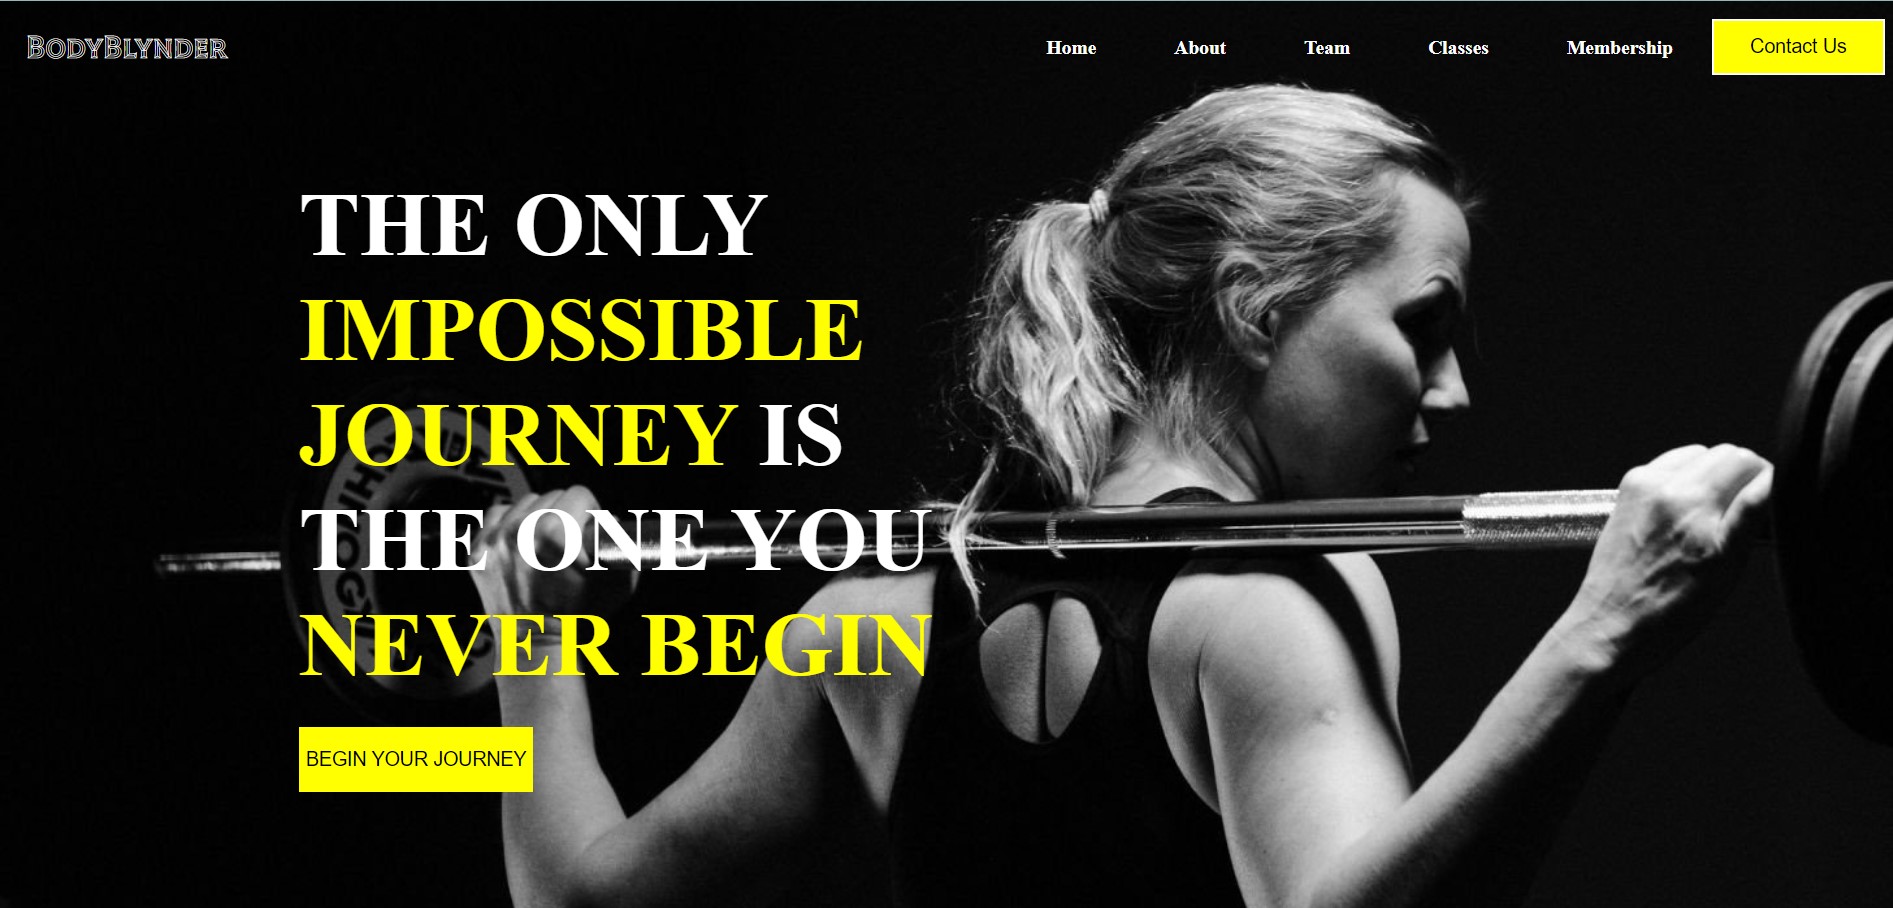 BODYBLYNDER
Home About Team Classes Membership Contact Us
THE ONLY
IMPOSSIBLE
JOURNEY IS
THE ONE YOU
NEVER BEGIN
BEGIN YOUR JOURNEY